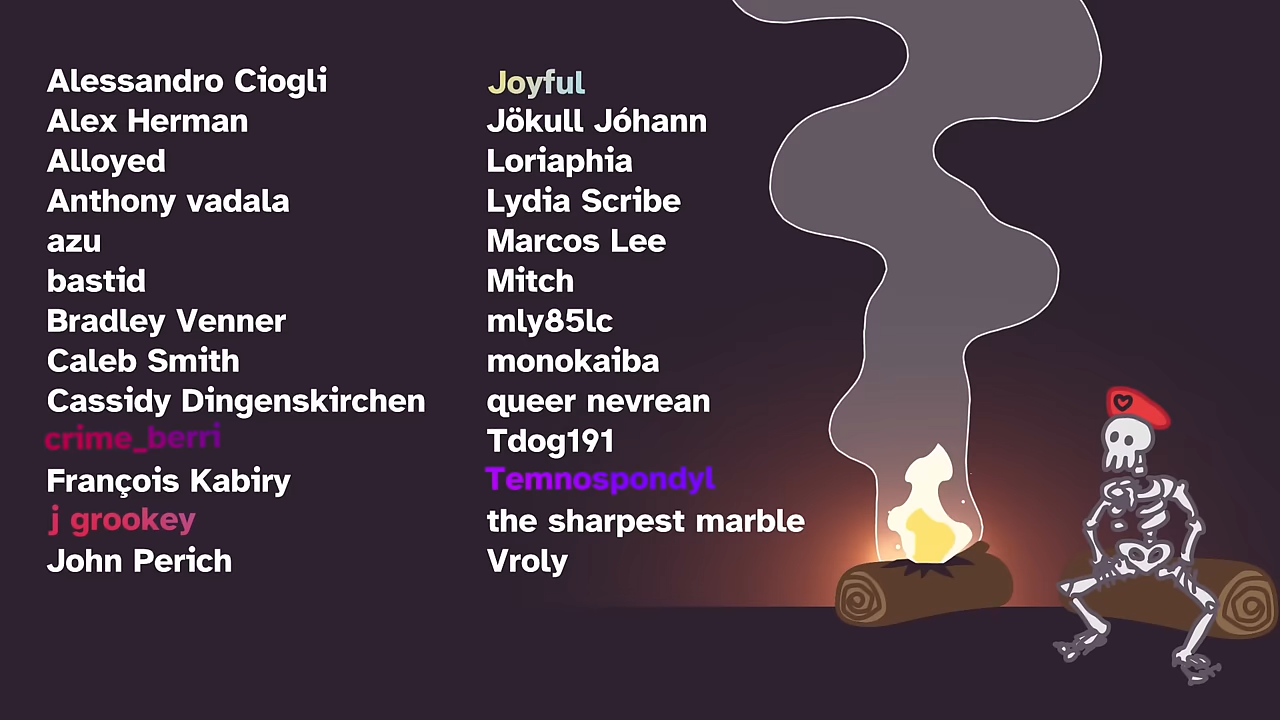 Alessandro Ciogli
Alex Herman
Alloyed
Anthony vadala
azu
bastid
Bradley Venner
Caleb Smith
Cassidy Dingenskirchen
crime_berri
François Kabiry
j grookey
John Perich
Joyful
Jökull Jóhann
Loriaphia
Lydia Scribe
Marcos Lee
Mitch
mly85lc
monokaiba
queer nevrean
Tdog191
Temnospondyl
the sharpest marble
Vroly